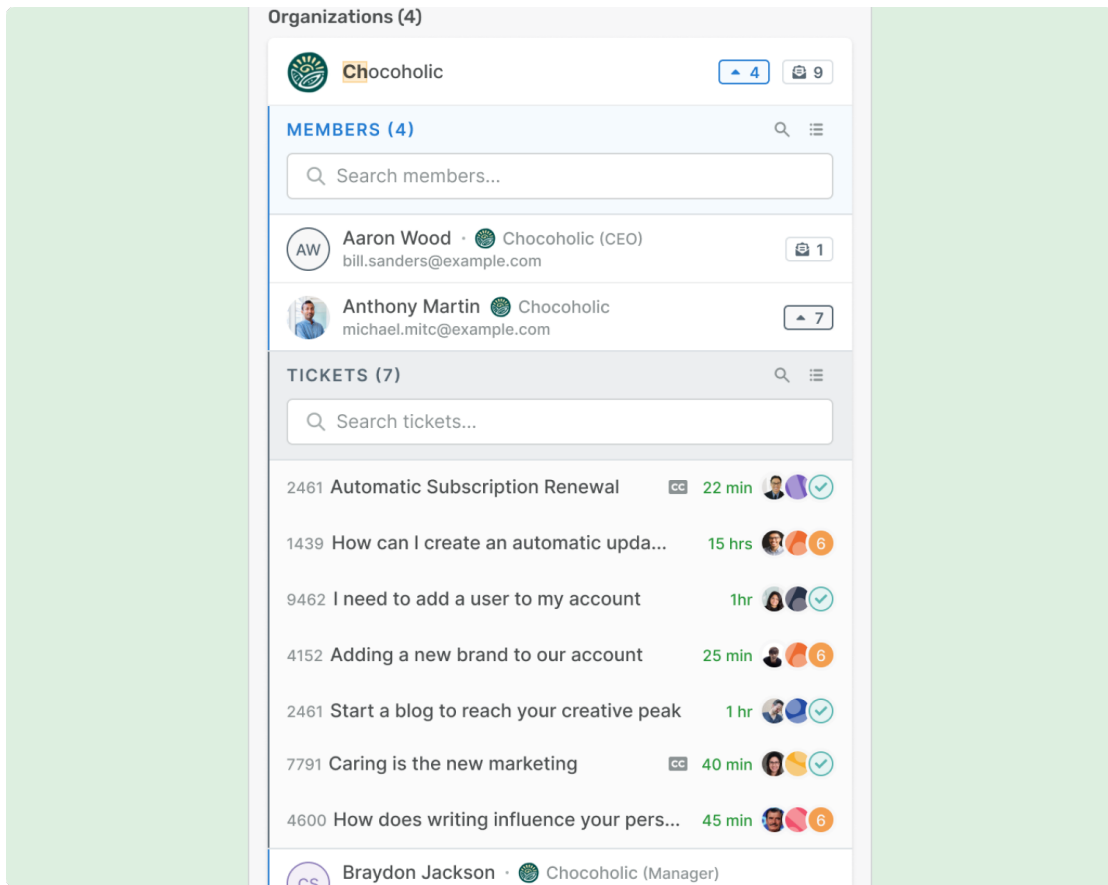 Organizations (4)
Chocoholic 4 9
MEMBERS (4)
Search members...
AW Aaron Wood · Chocoholic (CEO) 1
bill.sanders@example.com
Anthony Martin Chocoholic 7
michael.mitc@example.com
TICKETS (7)
Search tickets...
2461 Automatic Subscription Renewal CC 22 min
1439 How can I create an automatic upda... 15 hrs 6
9462 I need to add a user to my account 1hr
4152 Adding a new brand to our account 25 min 6
2461 Start a blog to reach your creative peak 1 hr
7791 Caring is the new marketing CC 40 min
4600 How does writing influence your pers... 45 min 6
CS Braydon Jackson · Chocoholic (Manager)